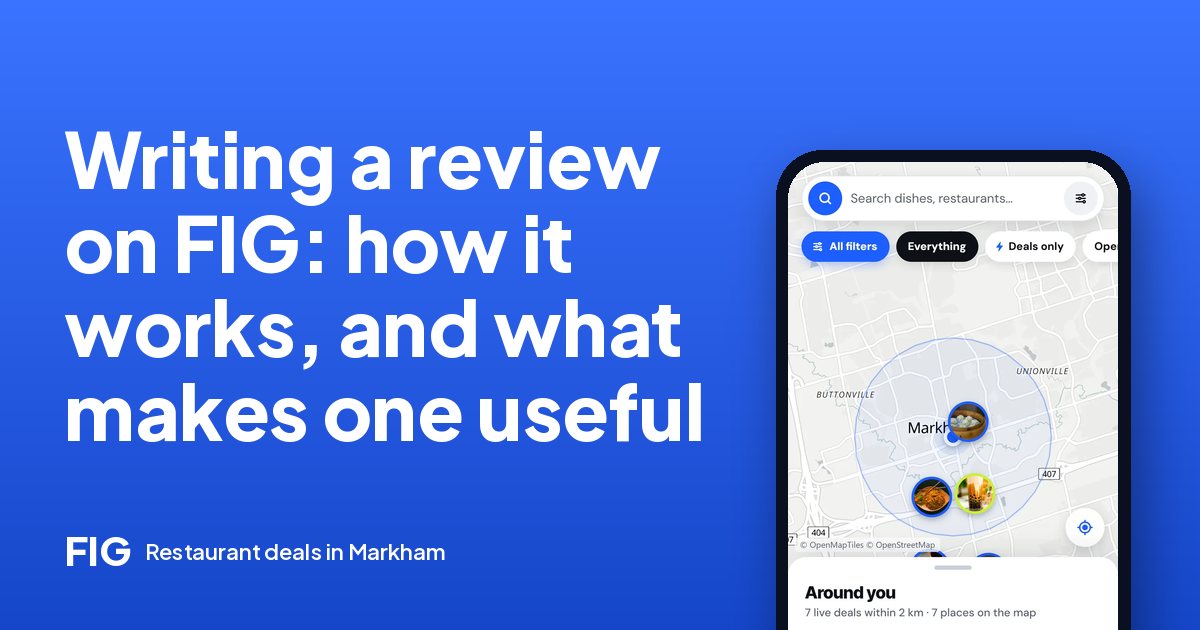 Writing a review
on FIG: how it
works, and what
makes one useful
FIG Restaurant deals in Markham
Search dishes, restaurants...
All filters
Everything
Deals only
UNIONVILLE
BUTTONVILLE
407
404
© OpenMapTiles © OpenStreetMap
Around you
7 live deals within 2 km · 7 places on the map